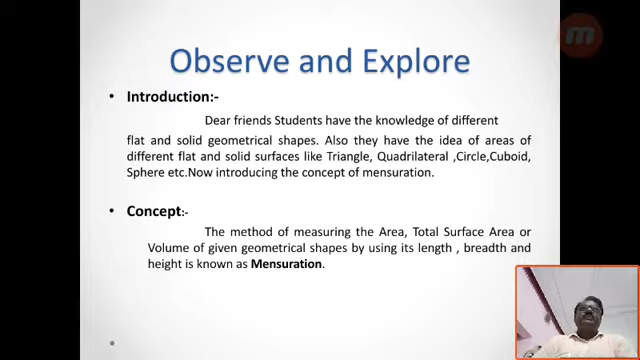 Observe and Explore
• Introduction:-
Dear friends Students have the knowledge of different
flat and solid geometrical shapes. Also they have the idea of areas of
different flat and solid surfaces like Triangle, Quadrilateral ,Circle,Cuboid,
Sphere etc.Now introducing the concept of mensuration.
• Concept:-
The method of measuring the Area, Total Surface Area or
Volume of given geometrical shapes by using its length , breadth and
height is known as Mensuration.